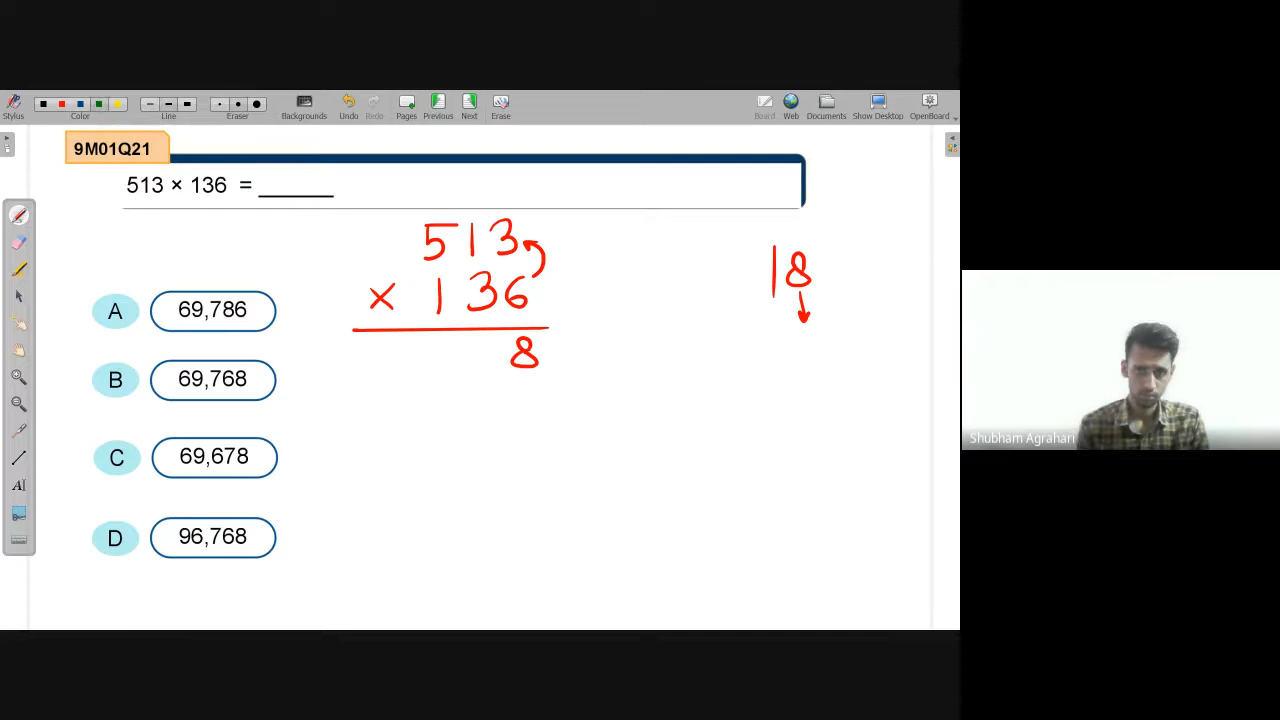 Stylus Color Line Eraser Backgrounds Undo Redo Pages Previous Next Erase Board Web Documents Show Desktop OpenBoard
9M01Q21
513 × 136 = ______
513
× 136
8
18
A 69,786
B 69,768
C 69,678
D 96,768
Shubham Agrahari